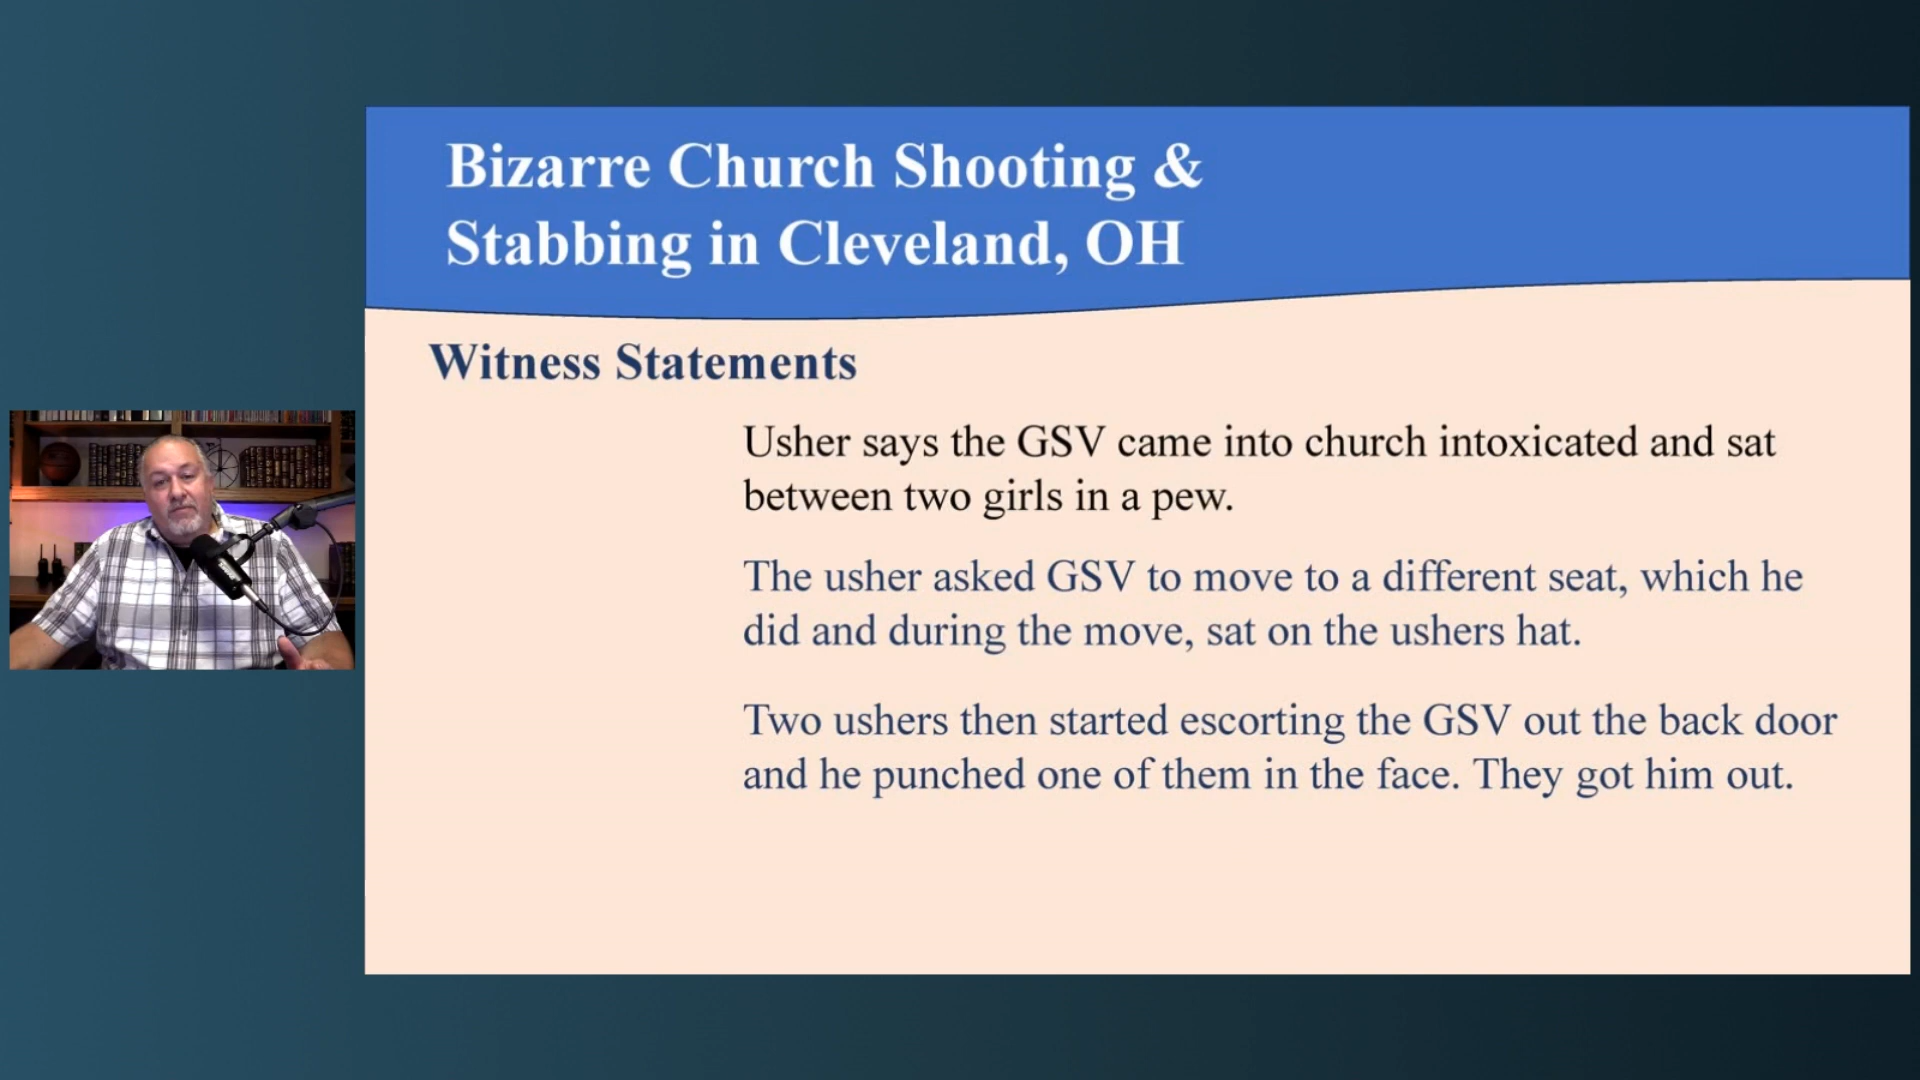 Bizarre Church Shooting &
Stabbing in Cleveland, OH
Witness Statements
Usher says the GSV came into church intoxicated and sat
between two girls in a pew.
The usher asked GSV to move to a different seat, which he
did and during the move, sat on the ushers hat.
Two ushers then started escorting the GSV out the back door
and he punched one of them in the face. They got him out.